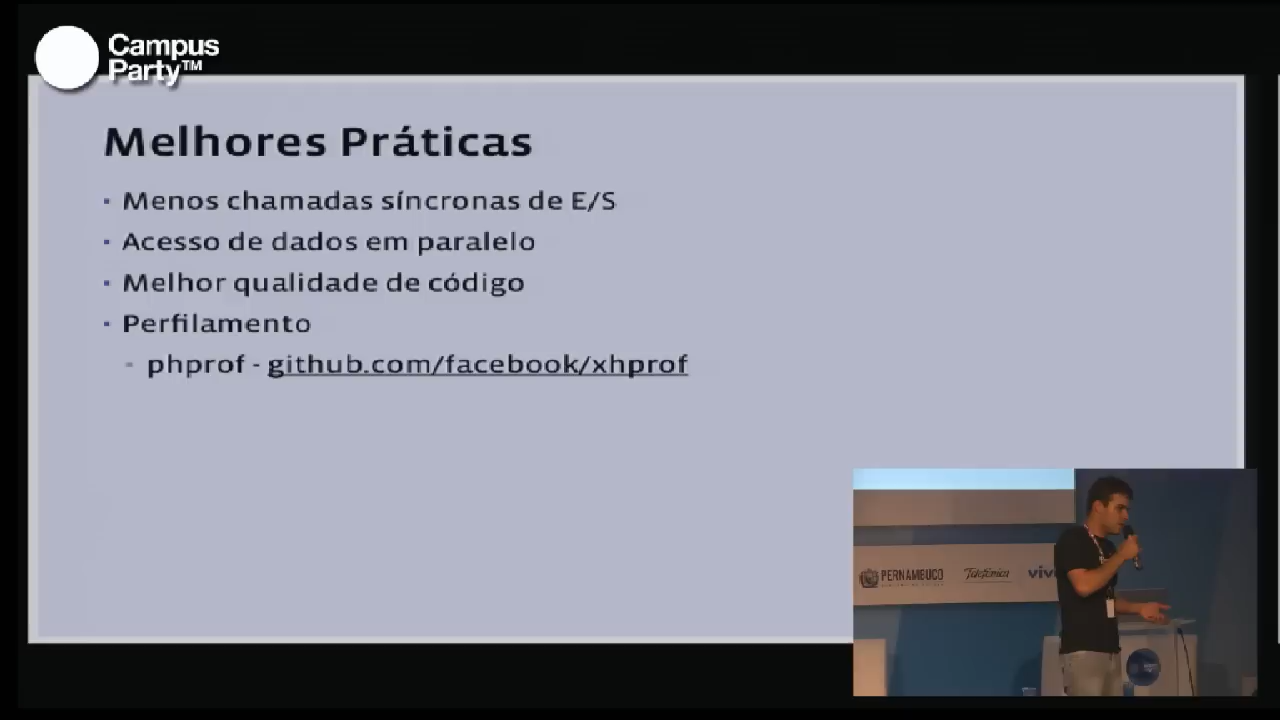 Campus
Party™
Melhores Práticas
▪ Menos chamadas síncronas de E/S
▪ Acesso de dados em paralelo
▪ Melhor qualidade de código
▪ Perfilamento
- phprof - github.com/facebook/xhprof
PERNAMBUCO
Telefónica
viv